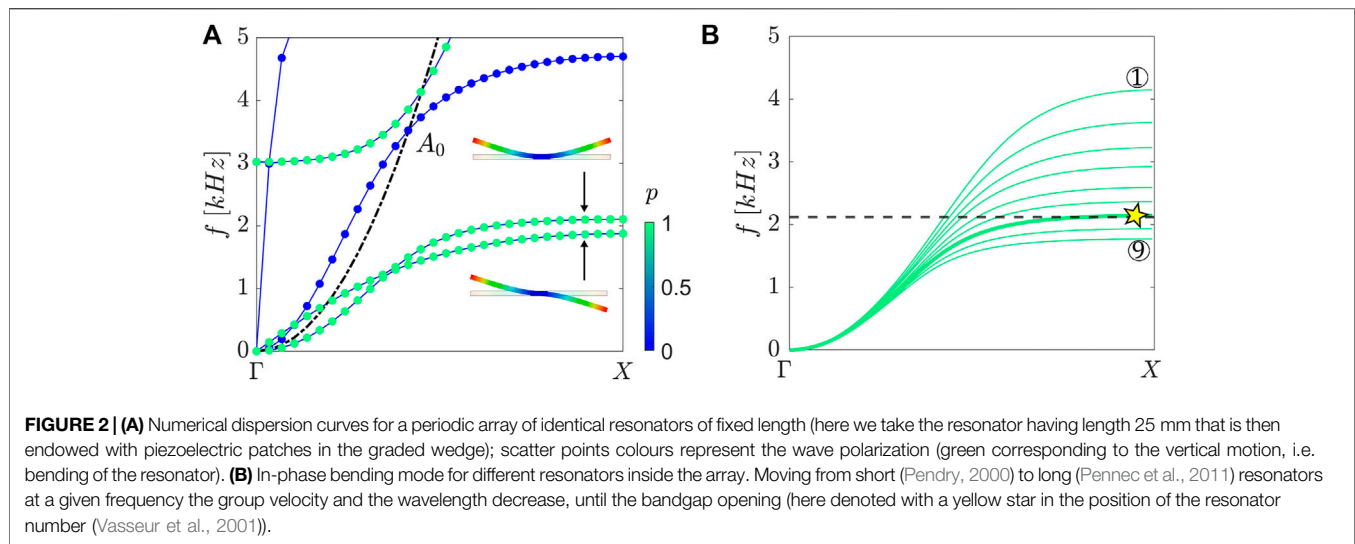 A
B
5
4
3
2
1
0
f [kHz]
Γ
X
A₀
p
1
0.5
0
5
4
3
2
1
0
f [kHz]
Γ
X
①
⑨
FIGURE 2 | (A) Numerical dispersion curves for a periodic array of identical resonators of fixed length (here we take the resonator having length 25 mm that is then
endowed with piezoelectric patches in the graded wedge); scatter points colours represent the wave polarization (green corresponding to the vertical motion, i.e.
bending of the resonator). (B) In-phase bending mode for different resonators inside the array. Moving from short (Pendry, 2000) to long (Pennec et al., 2011) resonators
at a given frequency the group velocity and the wavelength decrease, until the bandgap opening (here denoted with a yellow star in the position of the resonator
number (Vasseur et al., 2001)).